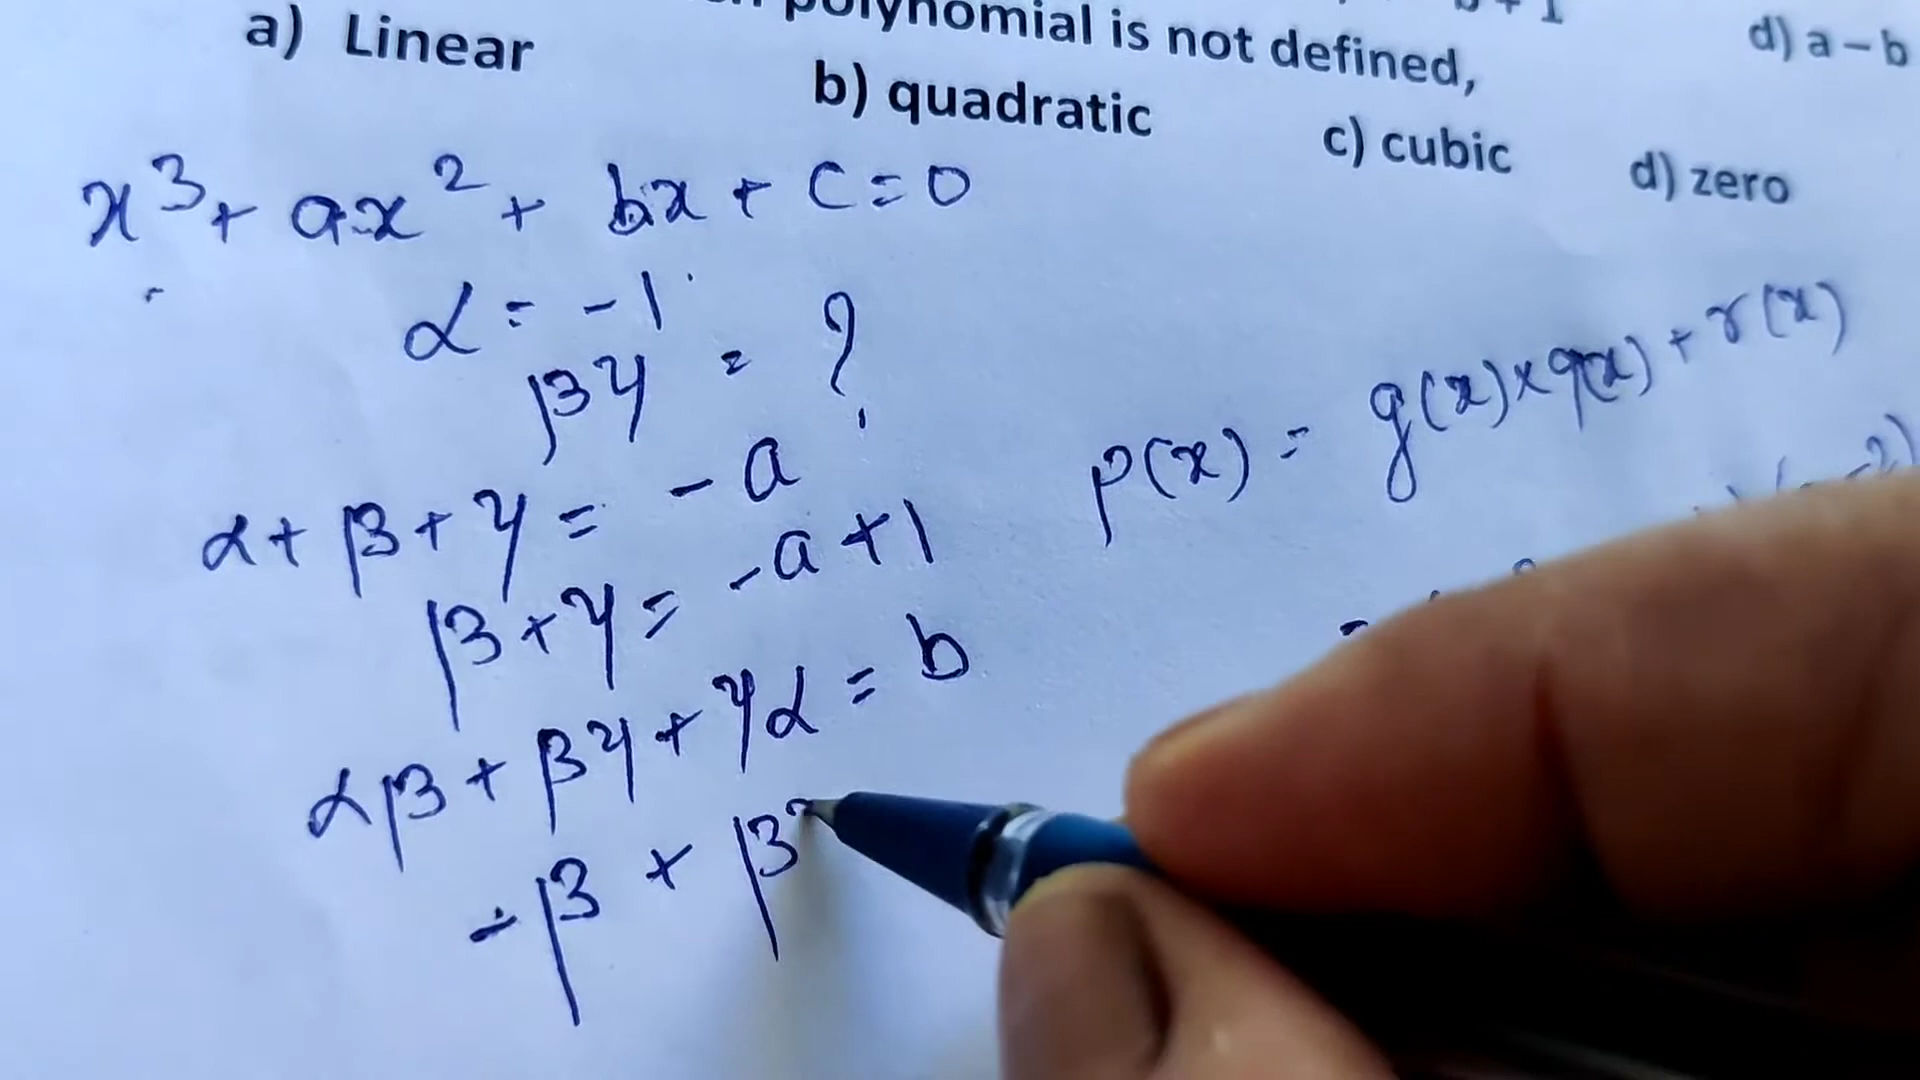 polynomial is not defined,
d) a – b
a) Linear
b) quadratic
c) cubic
d) zero
x³ + ax² + bx + c = 0
α = -1
βγ = ?
α + β + γ = -a
β + γ = -a + 1
αβ + βγ + γα = b
-β + β
p(x) = g(x) × q(x) + r(x)